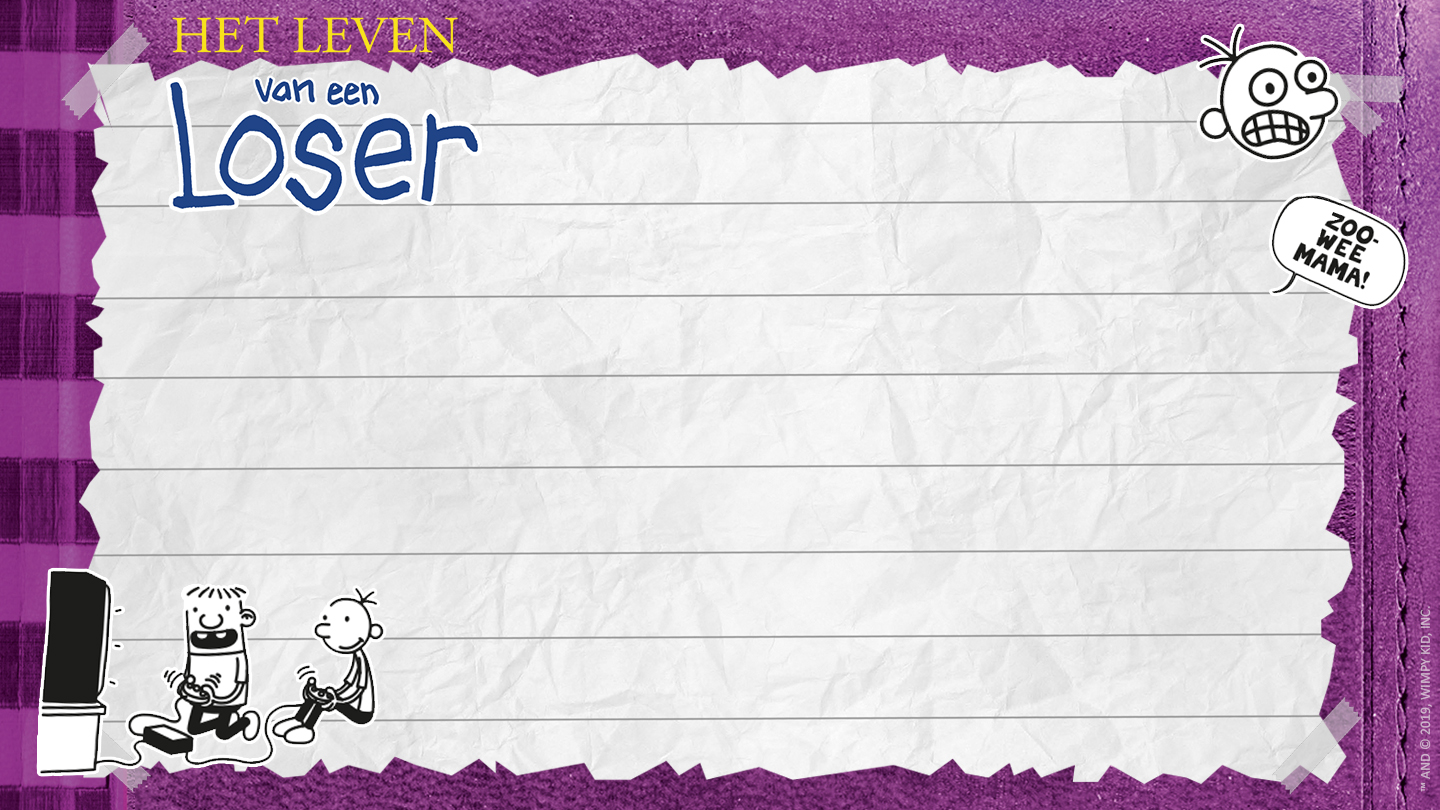 HET LEVEN
van een
Loser
ZOO-
WEE
MAMA!
™ AND © 2019, WIMPY KID, INC